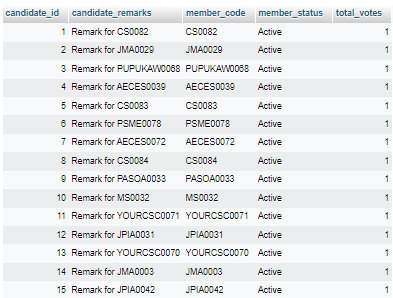 candidate_id candidate_remarks member_code member_status total_votes
1 Remark for CS0082 CS0082 Active 1
2 Remark for JMA0029 JMA0029 Active 1
3 Remark for PUPUKAW0068 PUPUKAW0068 Active 1
4 Remark for AECES0039 AECES0039 Active 1
5 Remark for CS0083 CS0083 Active 1
6 Remark for PSME0078 PSME0078 Active 1
7 Remark for AECES0072 AECES0072 Active 1
8 Remark for CS0084 CS0084 Active 1
9 Remark for PASOA0033 PASOA0033 Active 1
10 Remark for MS0032 MS0032 Active 1
11 Remark for YOURCSC0071 YOURCSC0071 Active 1
12 Remark for JPIA0031 JPIA0031 Active 1
13 Remark for YOURCSC0070 YOURCSC0070 Active 1
14 Remark for JMA0003 JMA0003 Active 1
15 Remark for JPIA0042 JPIA0042 Active 1